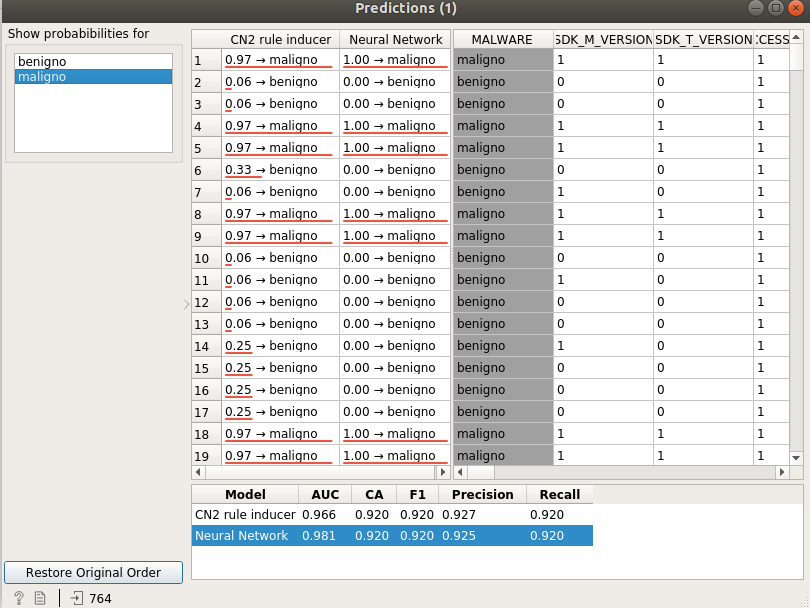 Predictions (1)
Show probabibilities for
benigno
maligno
CN2 rule inducer Neural Network MALWARE SDK_M_VERSION SDK_T_VERSION CCESS
1 0.97 → maligno 1.00 → maligno maligno 1 1 1
2 0.06 → benigno 0.00 → benigno benigno 0 0 1
3 0.06 → benigno 0.00 → benigno benigno 0 0 1
4 0.97 → maligno 1.00 → maligno maligno 1 1 1
5 0.97 → maligno 1.00 → maligno maligno 1 1 1
6 0.33 → benigno 0.00 → benigno benigno 0 0 1
7 0.06 → benigno 0.00 → benigno benigno 1 0 1
8 0.97 → maligno 1.00 → maligno maligno 1 1 1
9 0.97 → maligno 1.00 → maligno maligno 1 1 1
10 0.06 → benigno 0.00 → benigno benigno 0 0 1
11 0.06 → benigno 0.00 → benigno benigno 1 0 1
12 0.06 → benigno 0.00 → benigno benigno 0 0 1
13 0.06 → benigno 0.00 → benigno benigno 0 0 1
14 0.25 → benigno 0.00 → benigno benigno 1 0 1
15 0.25 → benigno 0.00 → benigno benigno 0 0 1
16 0.25 → benigno 0.00 → benigno benigno 0 0 1
17 0.25 → benigno 0.00 → benigno benigno 0 0 1
18 0.97 → maligno 1.00 → maligno maligno 1 1 1
19 0.97 → maligno 1.00 → maligno maligno 1 1 1
Model AUC CA F1 Precision Recall
CN2 rule inducer 0.966 0.920 0.920 0.927 0.920
Neural Network 0.981 0.920 0.920 0.925 0.920
Restore Original Order
? 764